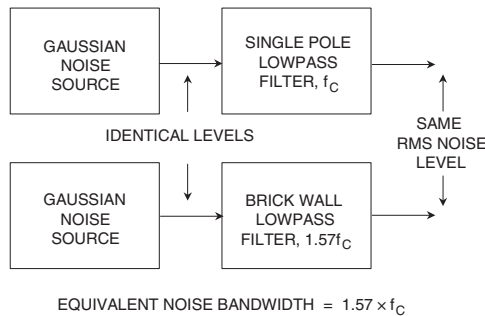 GAUSSIAN
NOISE
SOURCE
SINGLE POLE
LOWPASS
FILTER, fC
IDENTICAL LEVELS
SAME
RMS NOISE
LEVEL
GAUSSIAN
NOISE
SOURCE
BRICK WALL
LOWPASS
FILTER, 1.57fC
EQUIVALENT NOISE BANDWIDTH = 1.57 × fC